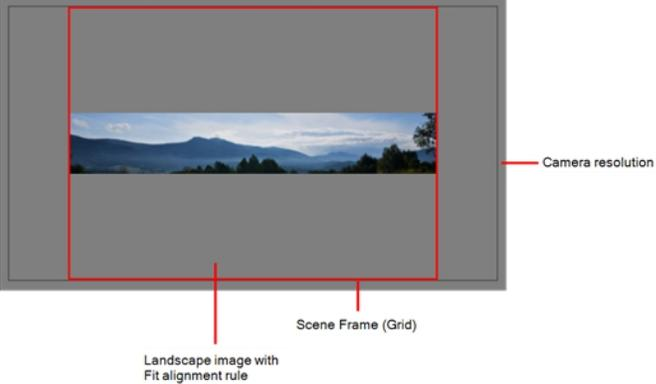 Camera resolution
Scene Frame (Grid)
Landscape image with
Fit alignment rule